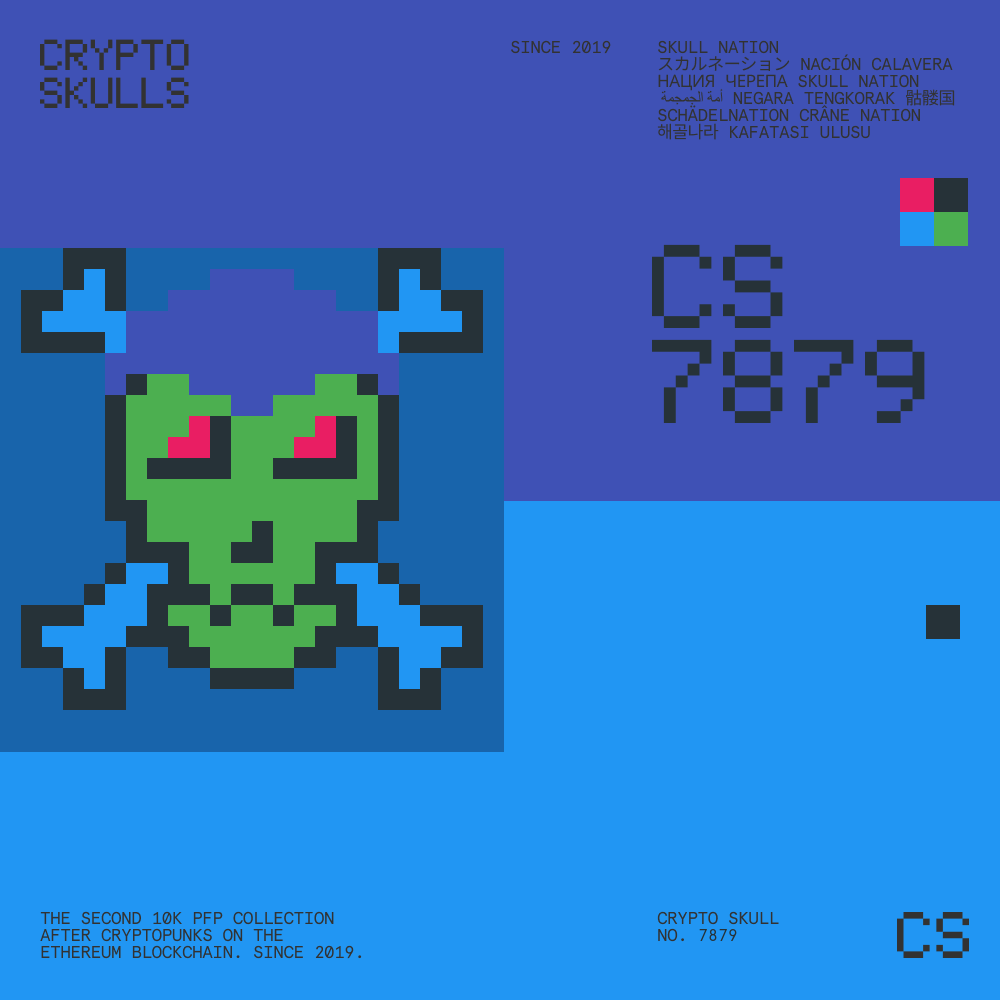 CRYPTO
SKULLS
SINCE 2019
SKULL NATION
スカルネーション NACIÓN CALAVERA
НАЦИЯ ЧЕРЕПА SKULL NATION
أمة الجمجمة NEGARA TENGKORAK 骷髅国
SCHÄDELNATION CRÂNE NATION
해골나라 KAFATASI ULUSU
CS
7879
THE SECOND 10K PFP COLLECTION
AFTER CRYPTOPUNKS ON THE
ETHEREUM BLOCKCHAIN. SINCE 2019.
CRYPTO SKULL
NO. 7879
CS